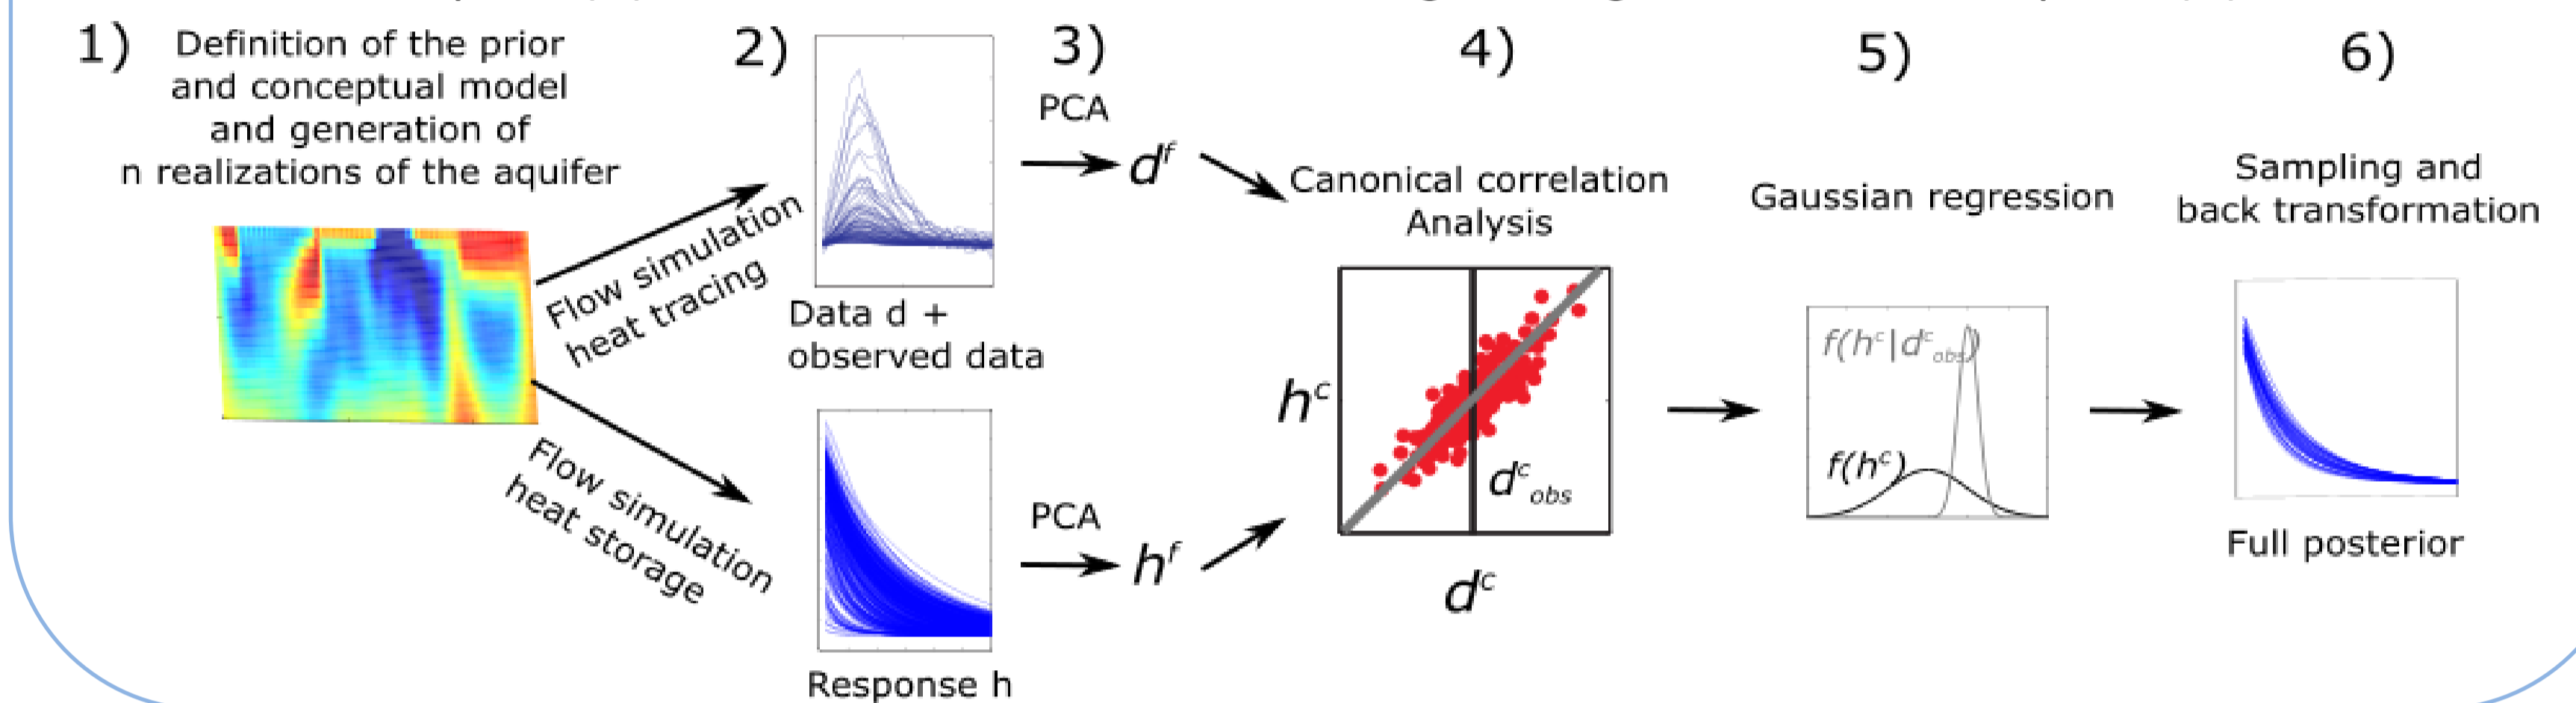 1)
Definition of the prior
and conceptual model
and generation of
n realizations of the aquifer
Flow simulation
heat tracing
Flow simulation
heat storage
2)
Data d +
observed data
Response h
3)
PCA
d^f
PCA
h^f
4)
Canonical correlation
Analysis
h^c
d^c_obs
d^c
5)
Gaussian regression
f(h^c|d^c_obs)
f(h^c)
6)
Sampling and
back transformation
Full posterior